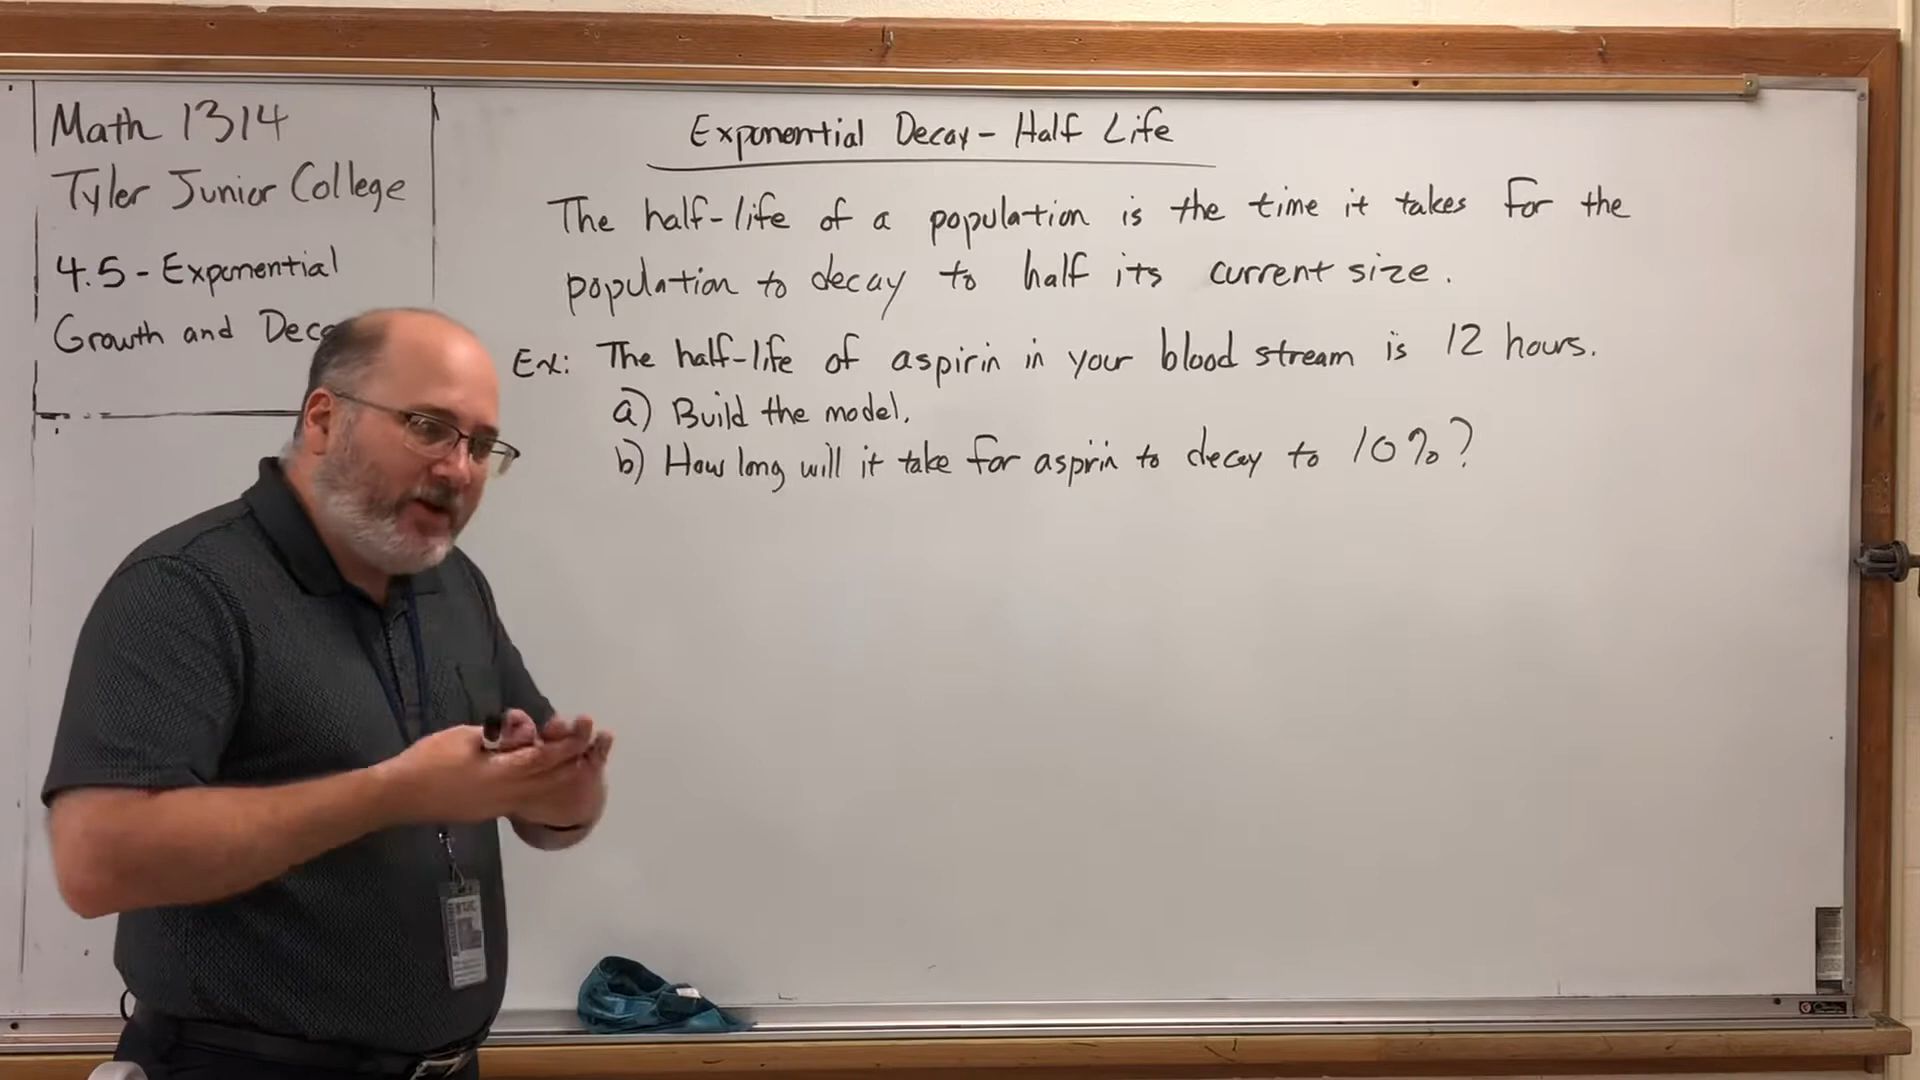 Math 1314
Tyler Junior College
4.5 - Exponential
Growth and Deca
Exponential Decay - Half Life
The half-life of a population is the time it takes for the
population to decay to half its current size.
Ex: The half-life of aspirin in your blood stream is 12 hours.
a) Build the model.
b) How long will it take for aspirin to decay to 10%?